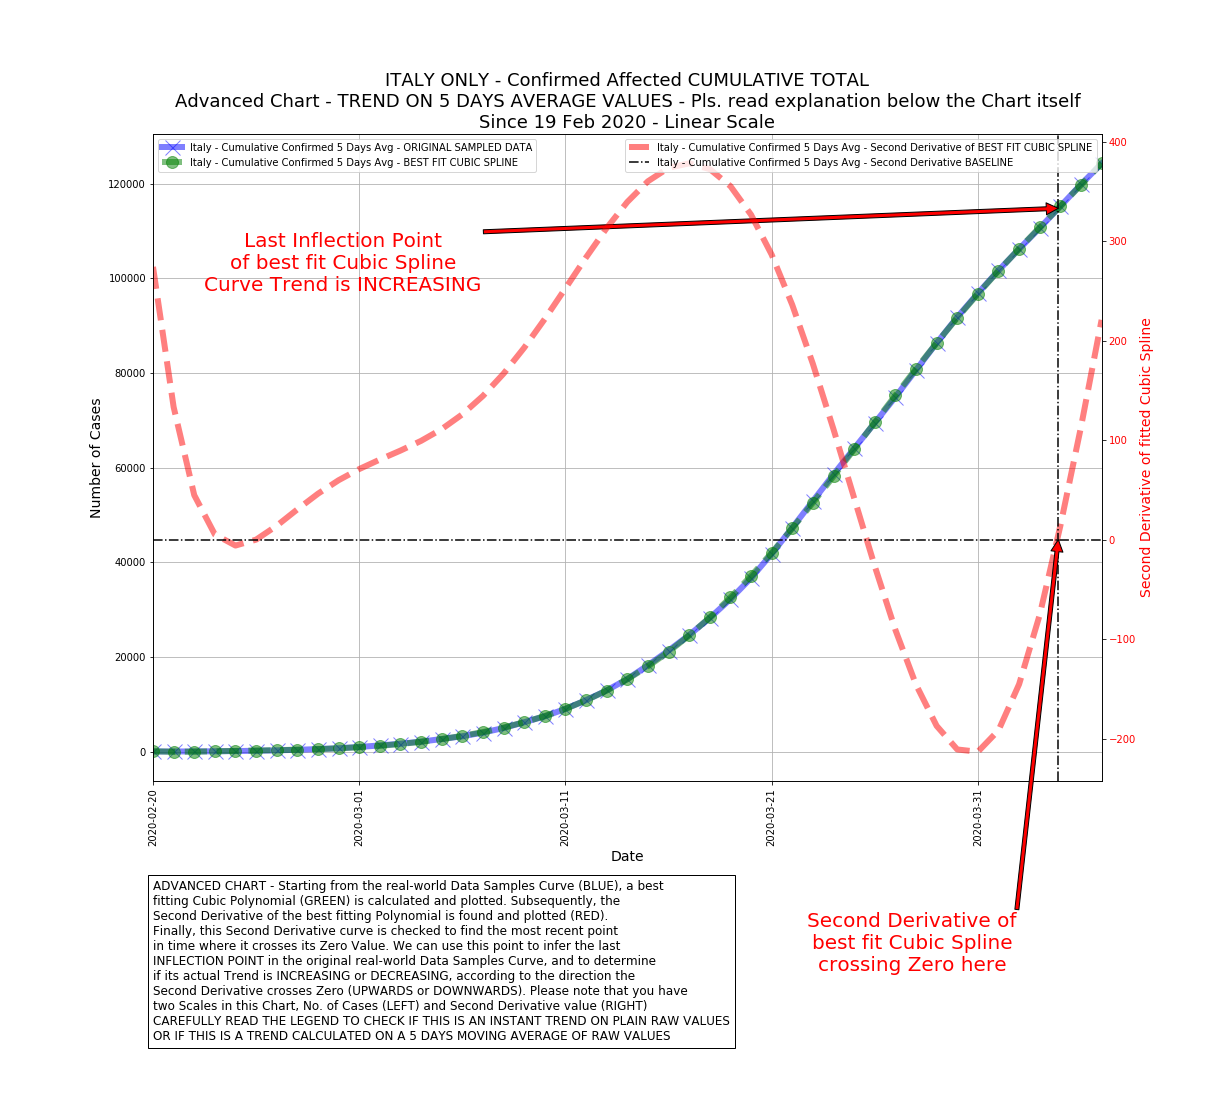 ITALY ONLY - Confirmed Affected CUMULATIVE TOTAL
Advanced Chart - TREND ON 5 DAYS AVERAGE VALUES - Pls. read explanation below the Chart itself
Since 19 Feb 2020 - Linear Scale
Italy - Cumulative Confirmed 5 Days Avg - ORIGINAL SAMPLED DATA
Italy - Cumulative Confirmed 5 Days Avg - BEST FIT CUBIC SPLINE
Italy - Cumulative Confirmed 5 Days Avg - Second Derivative of BEST FIT CUBIC SPLINE
Italy - Cumulative Confirmed 5 Days Avg - Second Derivative BASELINE
Last Inflection Point
of best fit Cubic Spline
Curve Trend is INCREASING
Number of Cases
120000
100000
80000
60000
40000
20000
0
400
300
200
100
0
−100
−200
Second Derivative of fitted Cubic Spline
2020-02-20
2020-03-01
2020-03-11
2020-03-21
2020-03-31
Date
Second Derivative of
best fit Cubic Spline
crossing Zero here
ADVANCED CHART - Starting from the real-world Data Samples Curve (BLUE), a best
fitting Cubic Polynomial (GREEN) is calculated and plotted. Subsequently, the
Second Derivative of the best fitting Polynomial is found and plotted (RED).
Finally, this Second Derivative curve is checked to find the most recent point
in time where it crosses its Zero Value. We can use this point to infer the last
INFLECTION POINT in the original real-world Data Samples Curve, and to determine
if its actual Trend is INCREASING or DECREASING, according to the direction the
Second Derivative crosses Zero (UPWARDS or DOWNWARDS). Please note that you have
two Scales in this Chart, No. of Cases (LEFT) and Second Derivative value (RIGHT)
CAREFULLY READ THE LEGEND TO CHECK IF THIS IS AN INSTANT TREND ON PLAIN RAW VALUES
OR IF THIS IS A TREND CALCULATED ON A 5 DAYS MOVING AVERAGE OF RAW VALUES